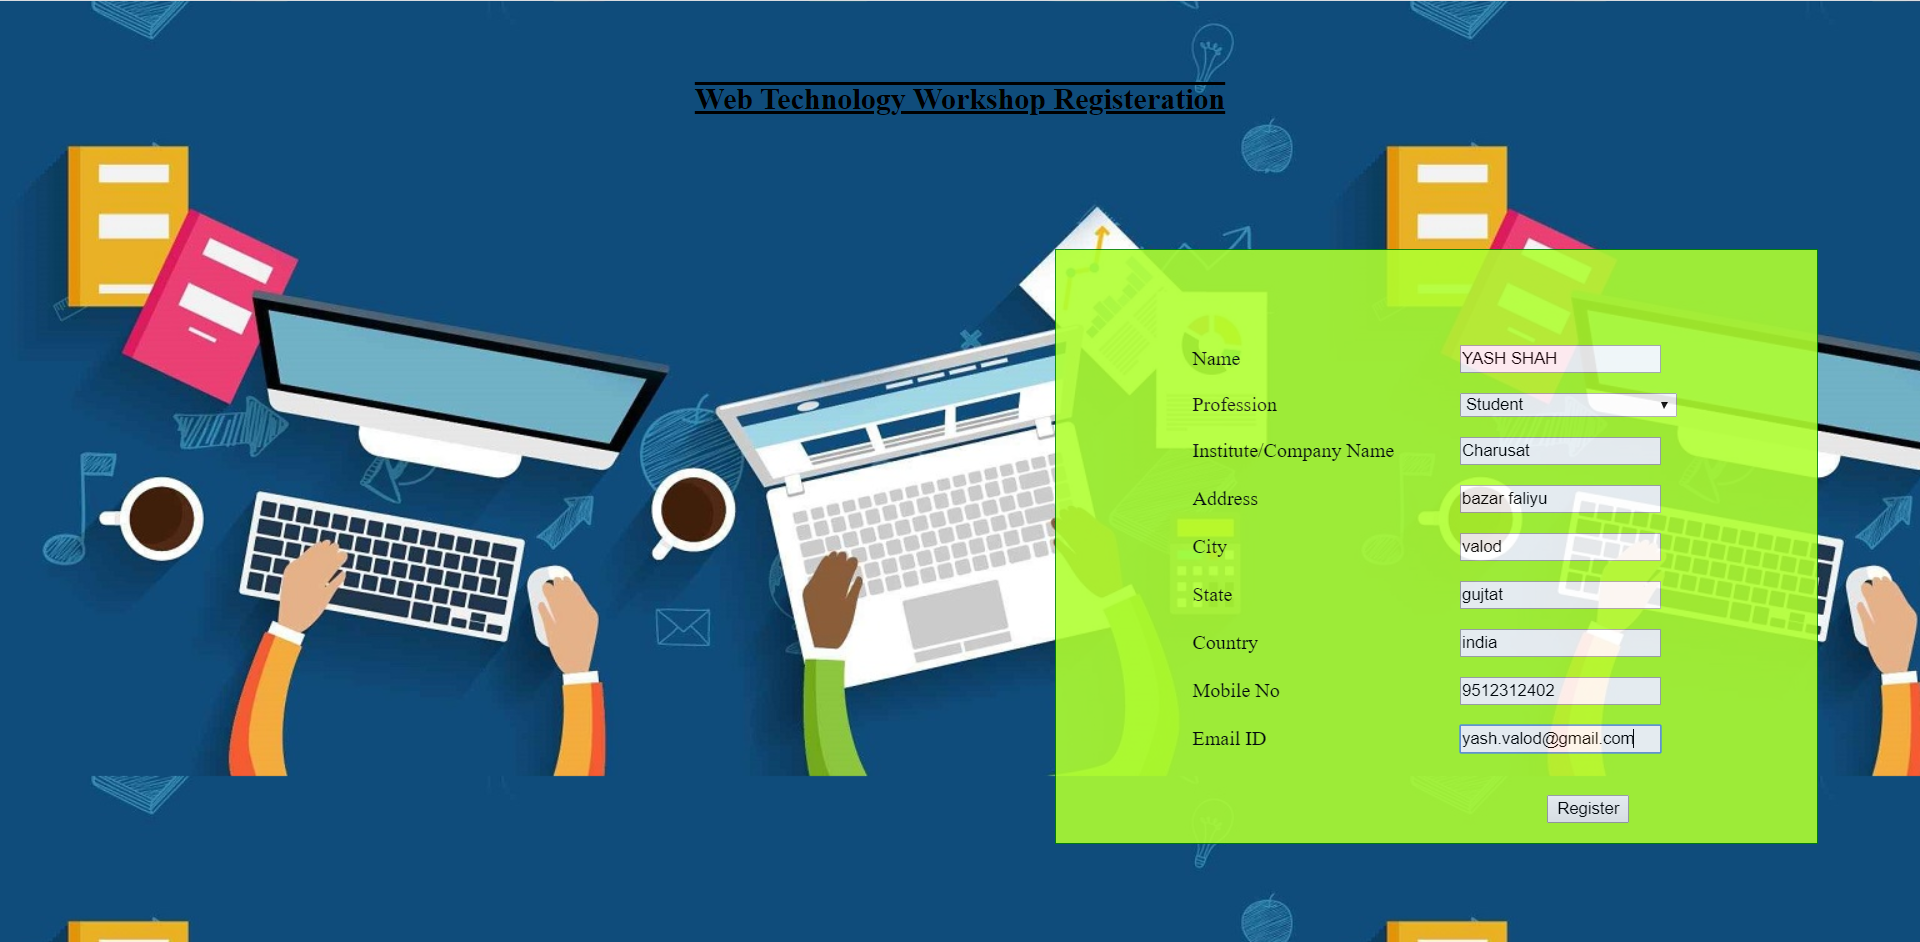 Web Technology Workshop Registeration
Name YASH SHAH
Profession Student
Institute/Company Name Charusat
Address bazar faliyu
City valod
State gujtat
Country india
Mobile No 9512312402
Email ID yash.valod@gmail.com
Register